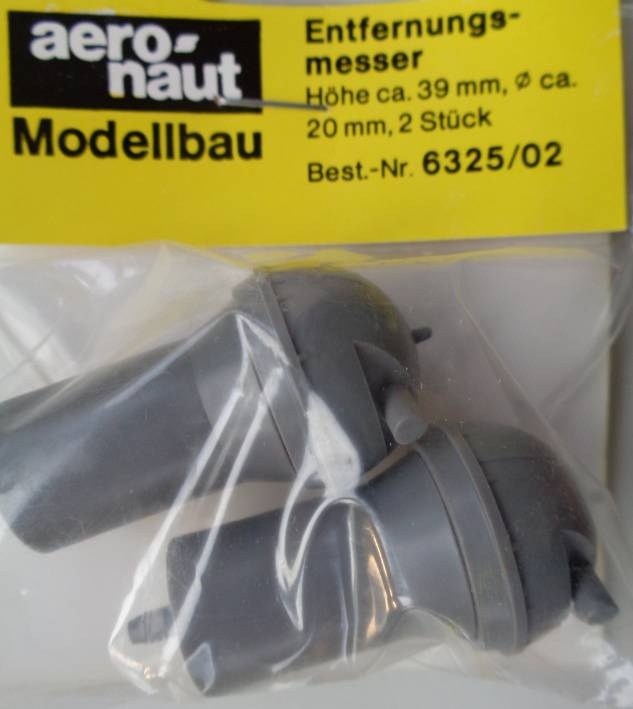 aero-
naut
Modellbau
Entfernungs-
messer
Höhe ca. 39 mm, ø ca.
20 mm, 2 Stück
Best.-Nr. 6325/02